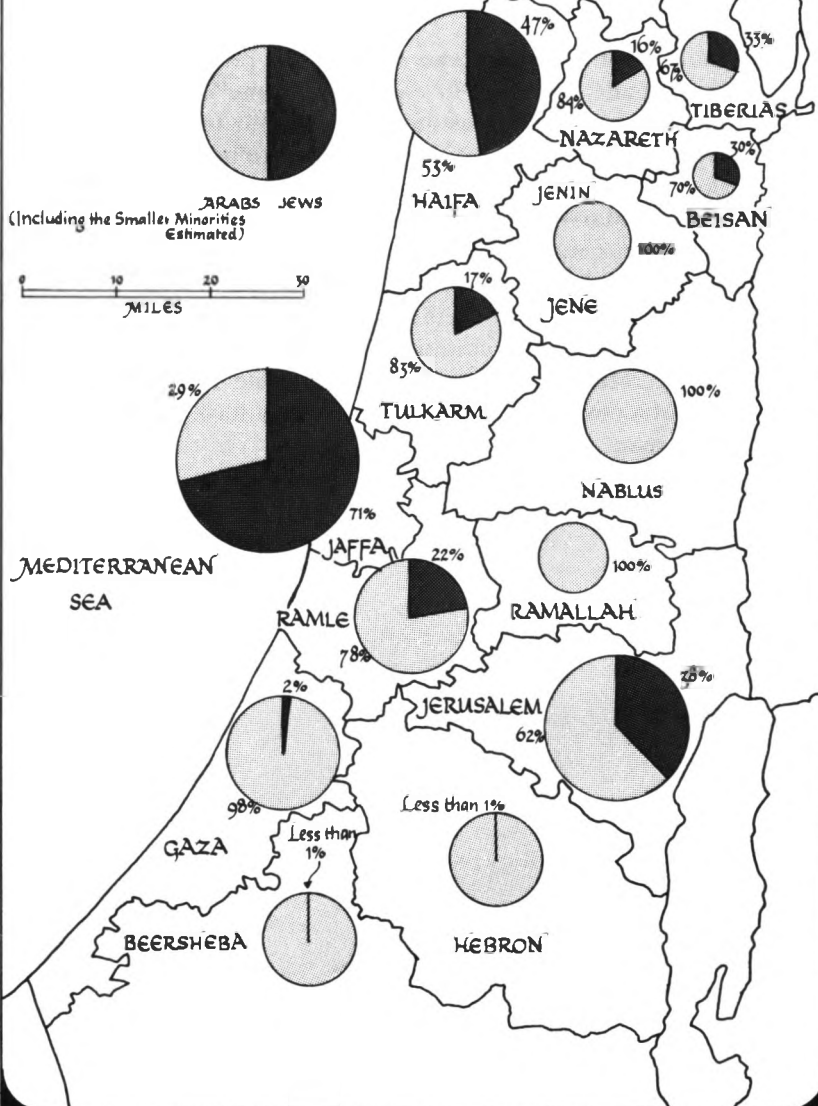 47%
16%
33%
67%
84%
TIBERIAS
NAZARETH
30%
53%
70%
ARABS JEWS
HAIFA
JENIN
BEISAN
(Including the Smaller Minorities
Estimated)
100%
0 10 20 30
MILES
17%
JENE
83%
29%
100%
TULKARM
NABLUS
71%
JAFFA
22%
MEDITERRANEAN
SEA
100%
RAMALLAH
RAMLE
78%
2%
JERUSALEM
62%
98%
Less than 1%
Less than
1%
GAZA
BEERSHEBA
HEBRON